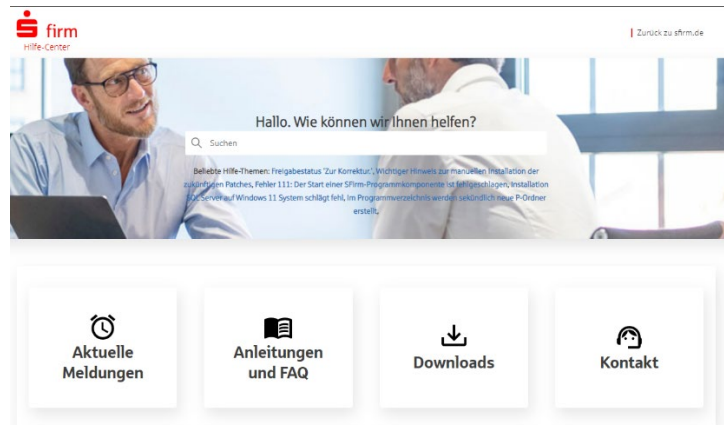 firm
Hilfe-Center
Zurück zu sfirm.de
Hallo. Wie können wir Ihnen helfen?
Suchen
Beliebte Hilfe-Themen: Freigabestatus 'Zur Korrektur.', Wichtiger Hinweis zur manuellen Installation der
zukünftigen Patches, Fehler 111: Der Start einer SFirm-Programmkomponente ist fehlgeschlagen, Installation
SQL Server auf Windows 11 System schlägt fehl, Im Programmverzeichnis werden sekündlich neue P-Ordner
erstellt,
Aktuelle
Meldungen
Anleitungen
und FAQ
Downloads
Kontakt